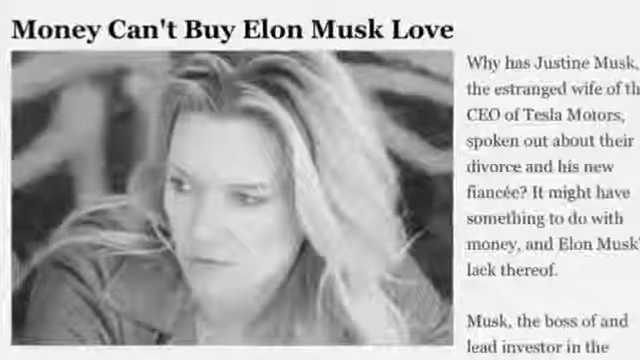 Money Can't Buy Elon Musk Love
Why has Justine Musk,
the estranged wife of th
CEO of Tesla Motors,
spoken out about their
divorce and his new
fiancée? It might have
something to do with
money, and Elon Musk'
lack thereof.
Musk, the boss of and
lead investor in the